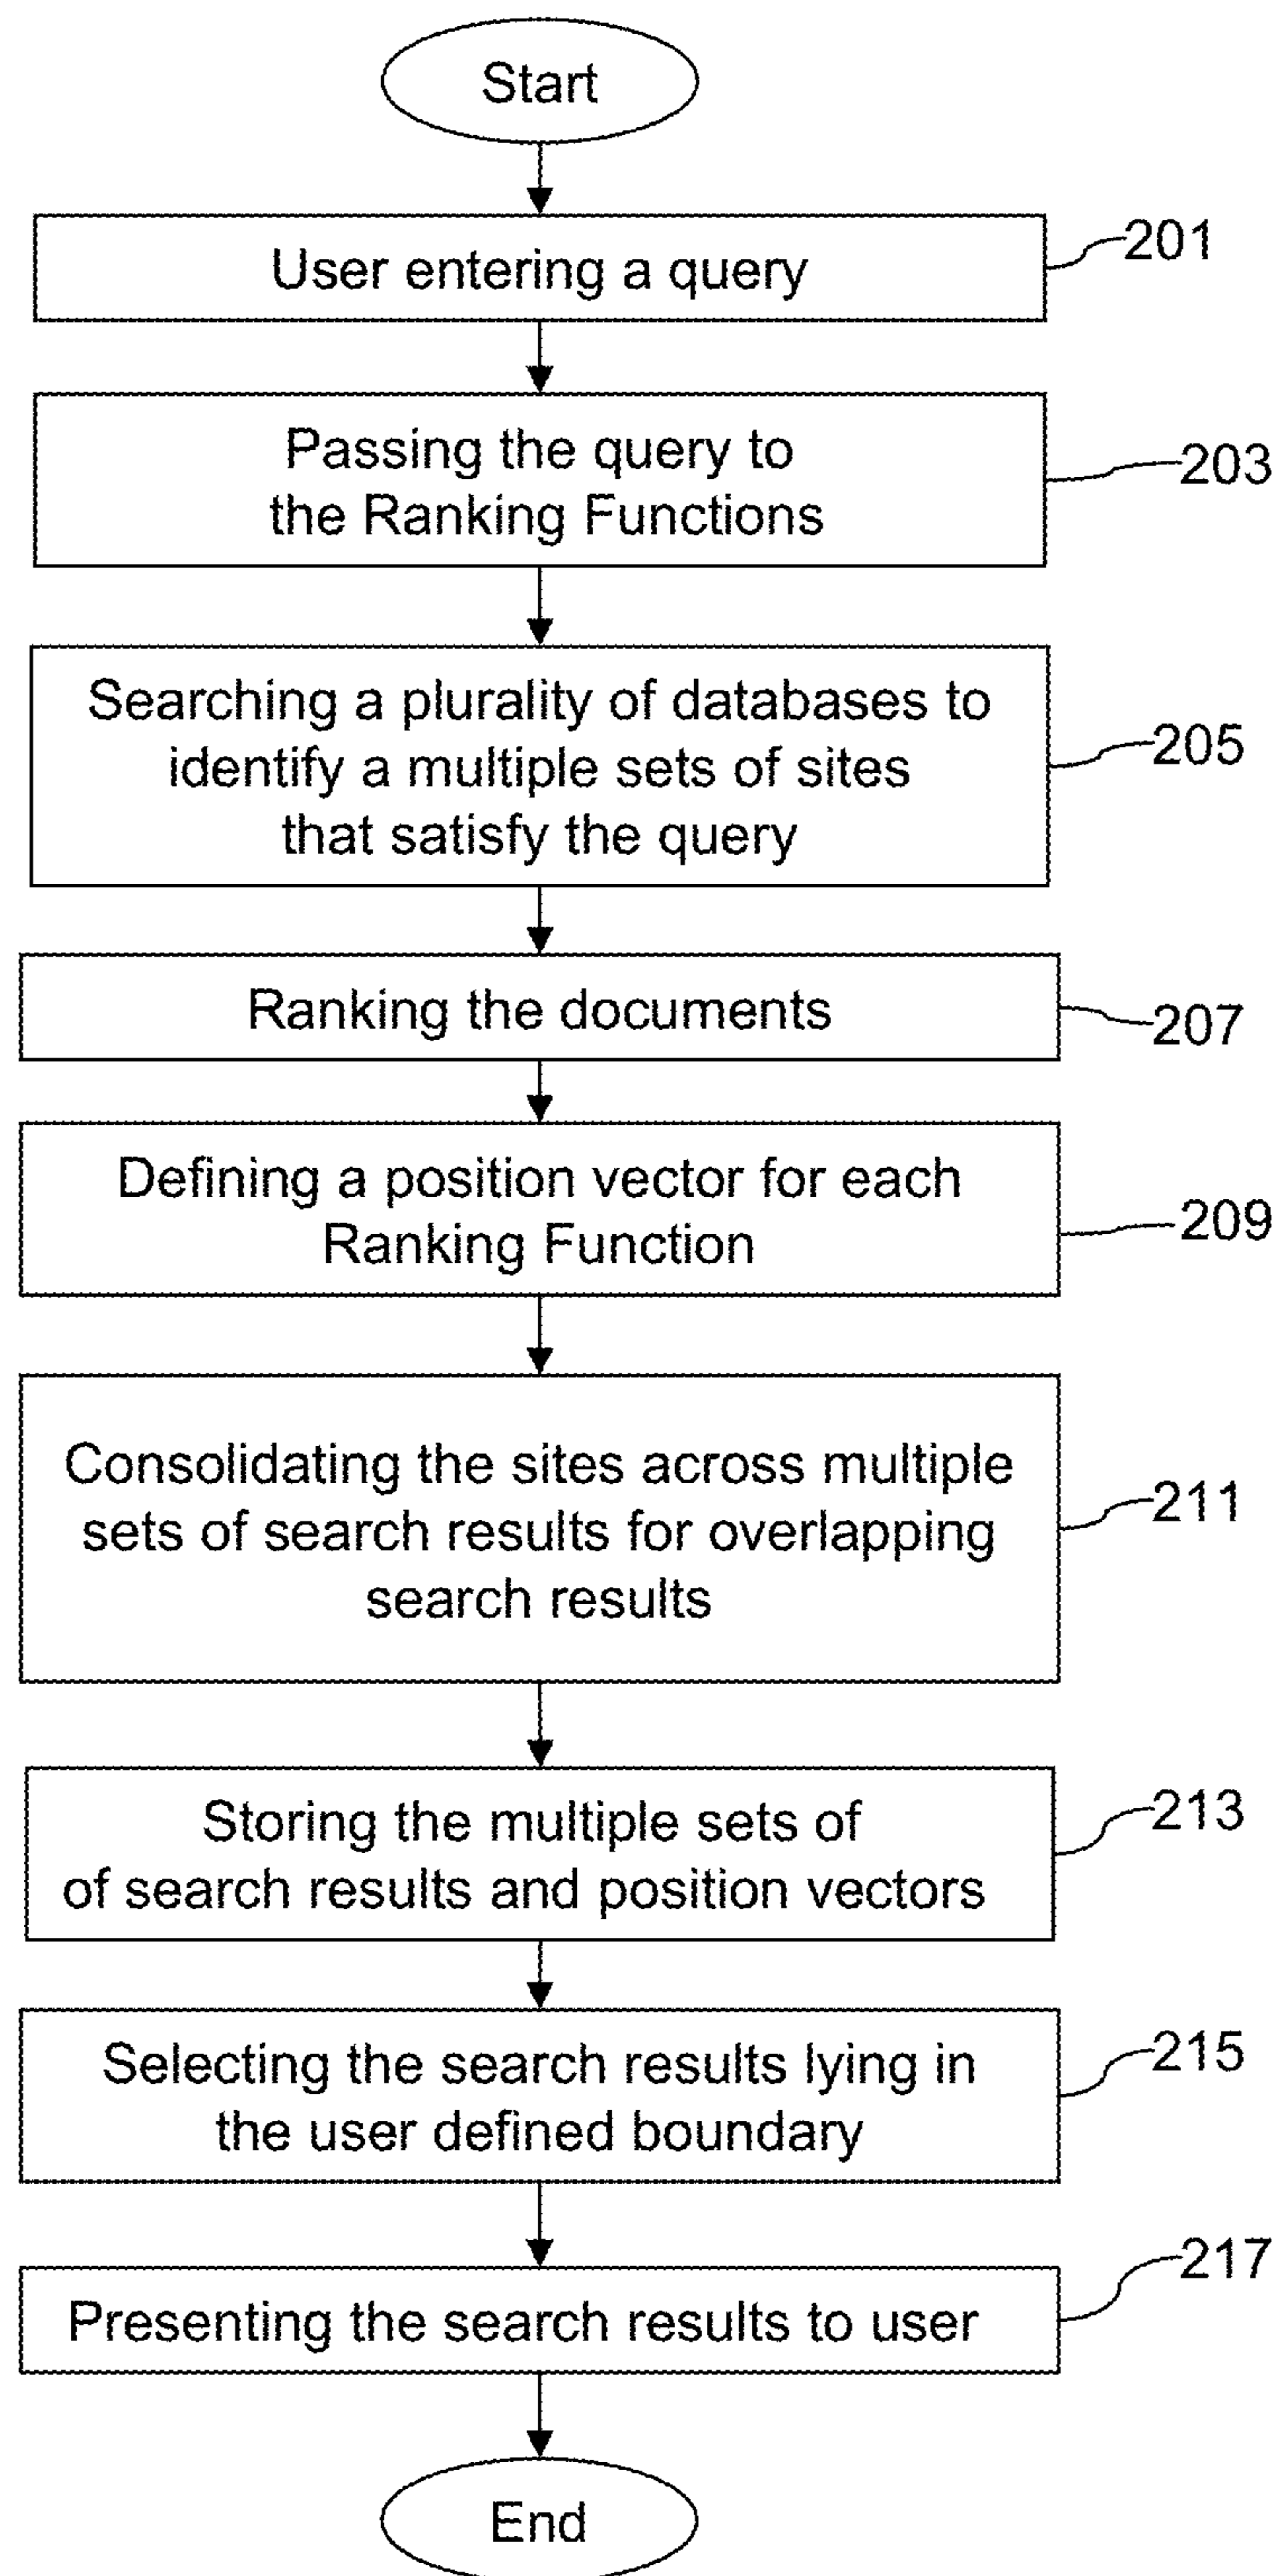 Start
User entering a query
201
Passing the query to
the Ranking Functions
203
Searching a plurality of databases to
identify a multiple sets of sites
that satisfy the query
205
Ranking the documents
207
Defining a position vector for each
Ranking Function
209
Consolidating the sites across multiple
sets of search results for overlapping
search results
211
Storing the multiple sets of
of search results and position vectors
213
Selecting the search results lying in
the user defined boundary
215
Presenting the search results to user
217
End